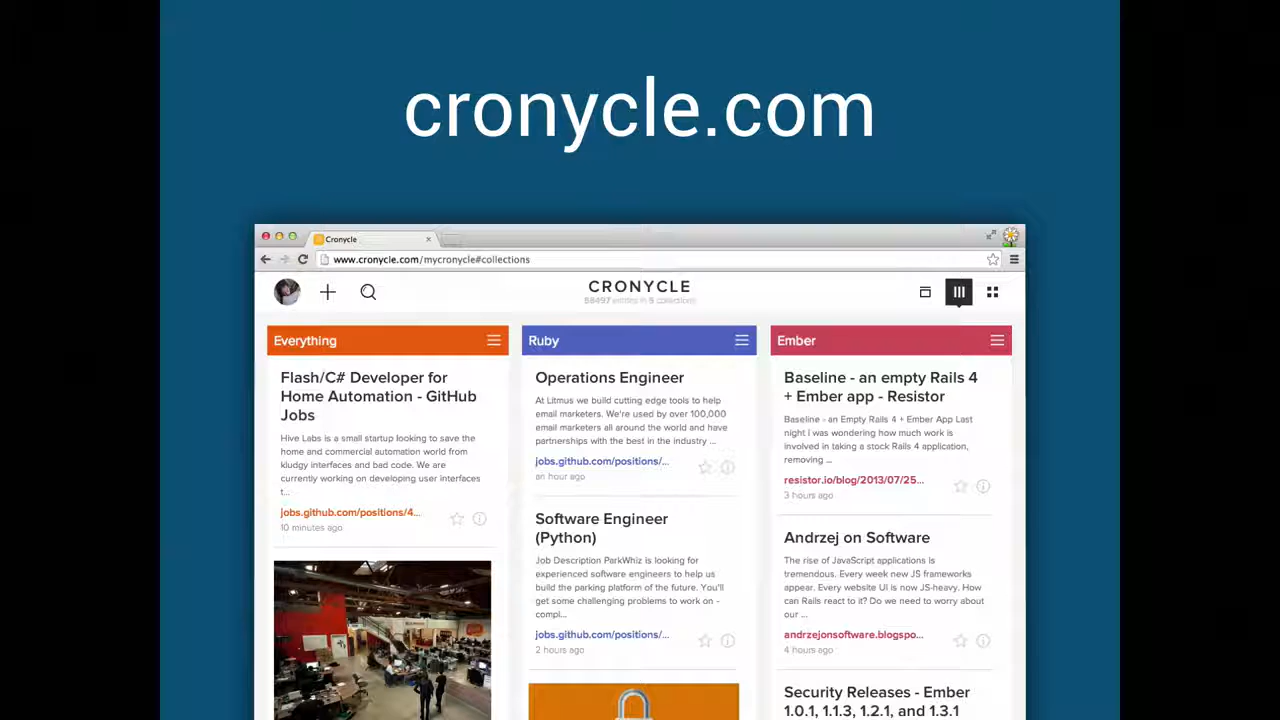 cronycle.com
Cronycle
www.cronycle.com/mycronycle#collections
CRONYCLE
58497 entries in 5 collections
Everything
Flash/C# Developer for
Home Automation - GitHub
Jobs
Hive Labs is a small startup looking to save the
home and commercial automation world from
kludgy interfaces and bad code. We are
currently working on developing user interfaces
t...
jobs.github.com/positions/4...
10 minutes ago
Ruby
Operations Engineer
At Litmus we build cutting edge tools to help
email marketers. We're used by over 100,000
email marketers all around the world and have
partnerships with the best in the industry ...
jobs.github.com/positions/...
an hour ago
Software Engineer
(Python)
Job Description ParkWhiz is looking for
experienced software engineers to help us
build the parking platform of the future. You'll
get some challenging problems to work on -
compl...
jobs.github.com/positions/...
2 hours ago
Ember
Baseline - an empty Rails 4
+ Ember app - Resistor
Baseline - an Empty Rails 4 + Ember App Last
night I was wondering how much work is
involved in taking a stock Rails 4 application,
removing ...
resistor.io/blog/2013/07/25...
3 hours ago
Andrzej on Software
The rise of JavaScript applications is
tremendous. Every week new JS frameworks
appear. Every website UI is now JS-heavy. How
can Rails react to it? Do we need to worry about
our ...
andrzejonsoftware.blogspo...
4 hours ago
Security Releases - Ember
1.0.1, 1.1.3, 1.2.1, and 1.3.1